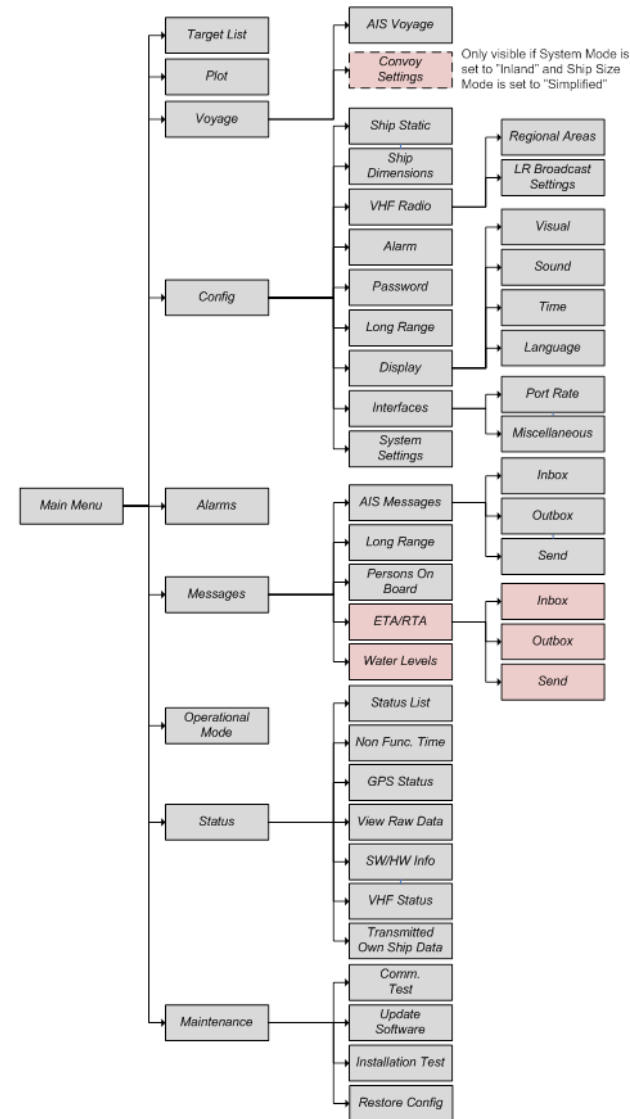 Main Menu
Target List
Plot
Voyage
AIS Voyage
Convoy
Settings
Only visible if System Mode is
set to "Inland" and Ship Size
Mode is set to "Simplified"
Config
Ship Static
Ship
Dimensions
VHF Radio
Regional Areas
LR Broadcast
Settings
Alarm
Password
Long Range
Display
Visual
Sound
Time
Language
Interfaces
Port Rate
Miscellaneous
System
Settings
Alarms
Messages
AIS Messages
Inbox
Outbox
Send
Long Range
Persons On
Board
ETA/RTA
Inbox
Outbox
Send
Water Levels
Operational
Mode
Status
Status List
Non Func. Time
GPS Status
View Raw Data
SW/HW Info
VHF Status
Transmitted
Own Ship Data
Maintenance
Comm.
Test
Update
Software
Installation Test
Restore Config